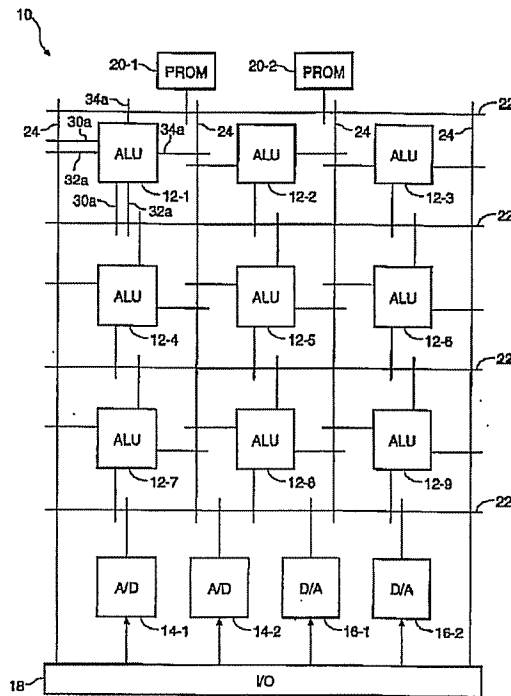 10
20-1
PROM
20-2
PROM
34a
22
24
30a
34a
24
24
24
ALU
ALU
ALU
32a
12-1
12-2
12-3
30a
32a
22
ALU
ALU
ALU
12-4
12-5
12-6
22
ALU
ALU
ALU
12-7
12-8
12-9
22
A/D
A/D
D/A
D/A
14-1
14-2
16-1
16-2
18
I/O